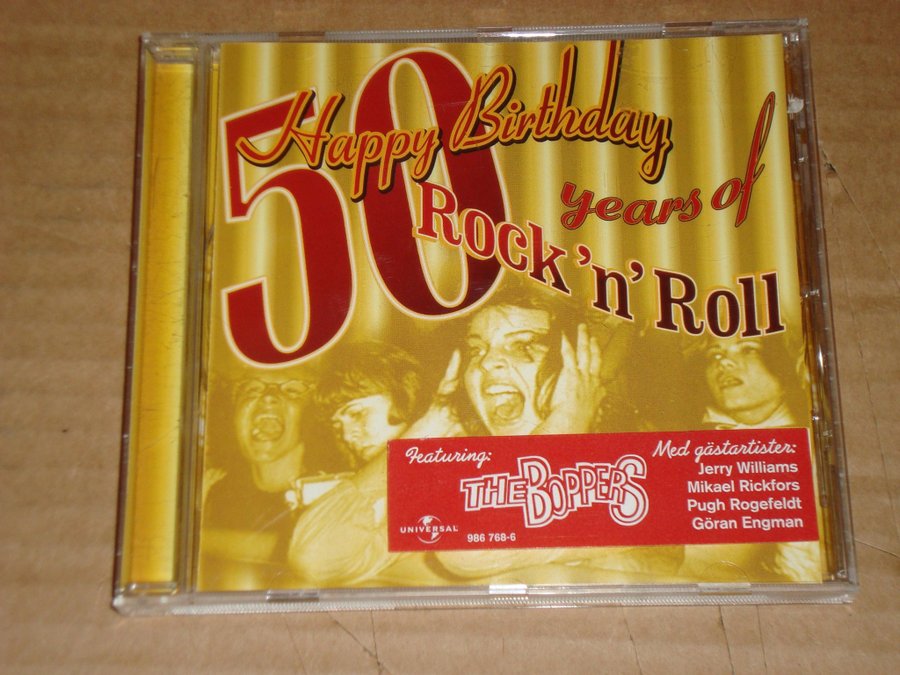 50
Happy Birthday
years of
Rock 'n' Roll
Featuring:
THE BOPPERS
UNIVERSAL
986 768-6
Med gästartister:
Jerry Williams
Mikael Rickfors
Pugh Rogefeldt
Göran Engman